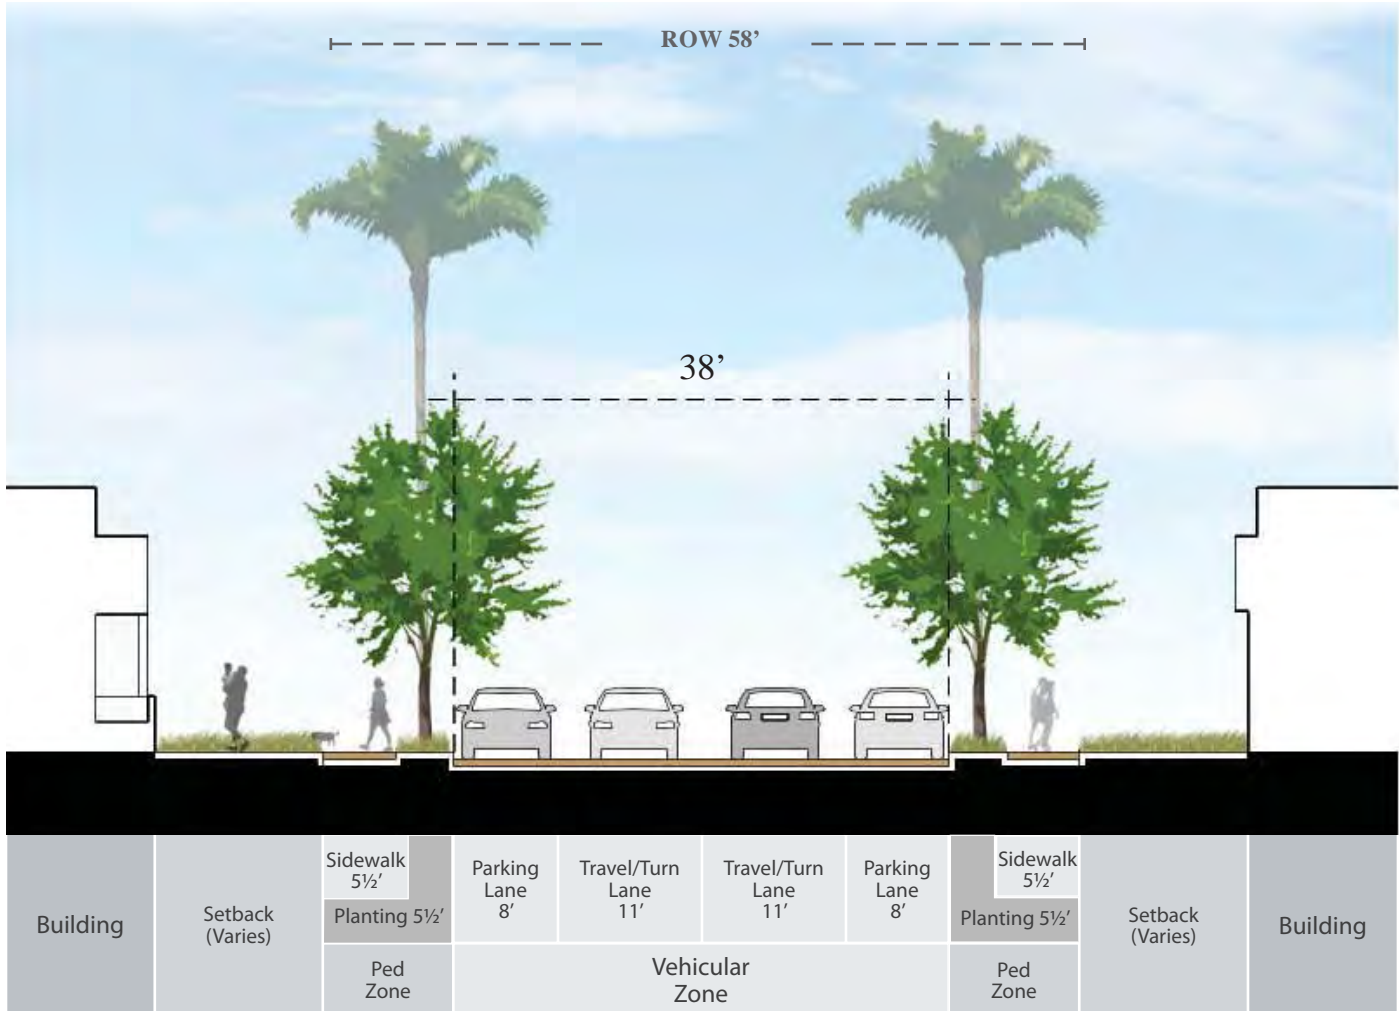 ROW 58’
38’
Building
Setback
(Varies)
Sidewalk
5½’
Planting 5½’
Ped
Zone
Parking
Lane
8’
Travel/Turn
Lane
11’
Travel/Turn
Lane
11’
Parking
Lane
8’
Vehicular
Zone
Sidewalk
5½’
Planting 5½’
Ped
Zone
Setback
(Varies)
Building